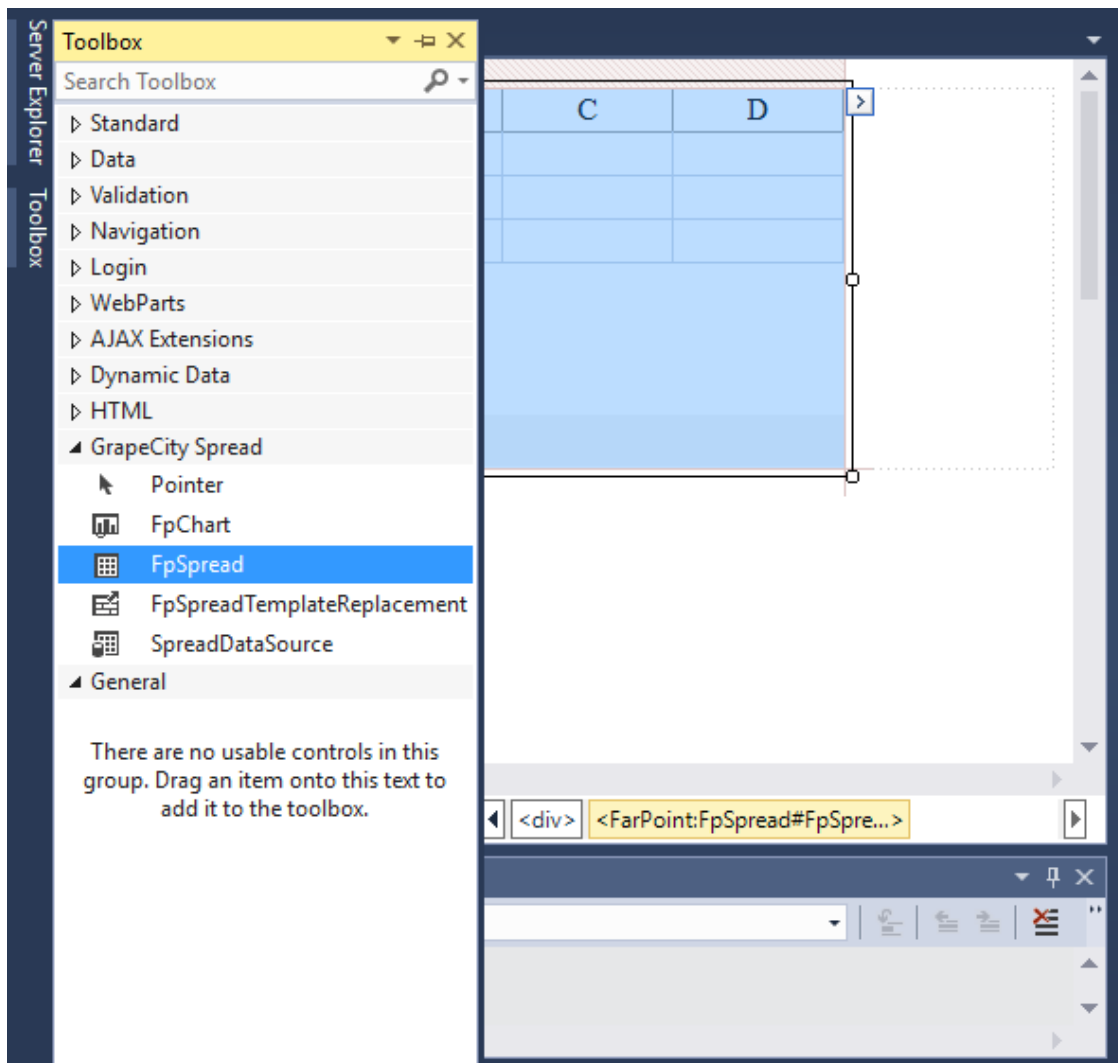 Server Explorer
Toolbox
Toolbox
Search Toolbox
Standard
Data
Validation
Navigation
Login
WebParts
AJAX Extensions
Dynamic Data
HTML
GrapeCity Spread
Pointer
FpChart
FpSpread
FpSpreadTemplateReplacement
SpreadDataSource
General
There are no usable controls in this
group. Drag an item onto this text to
add it to the toolbox.
C D
<div> <FarPoint:FpSpread#FpSpre...>